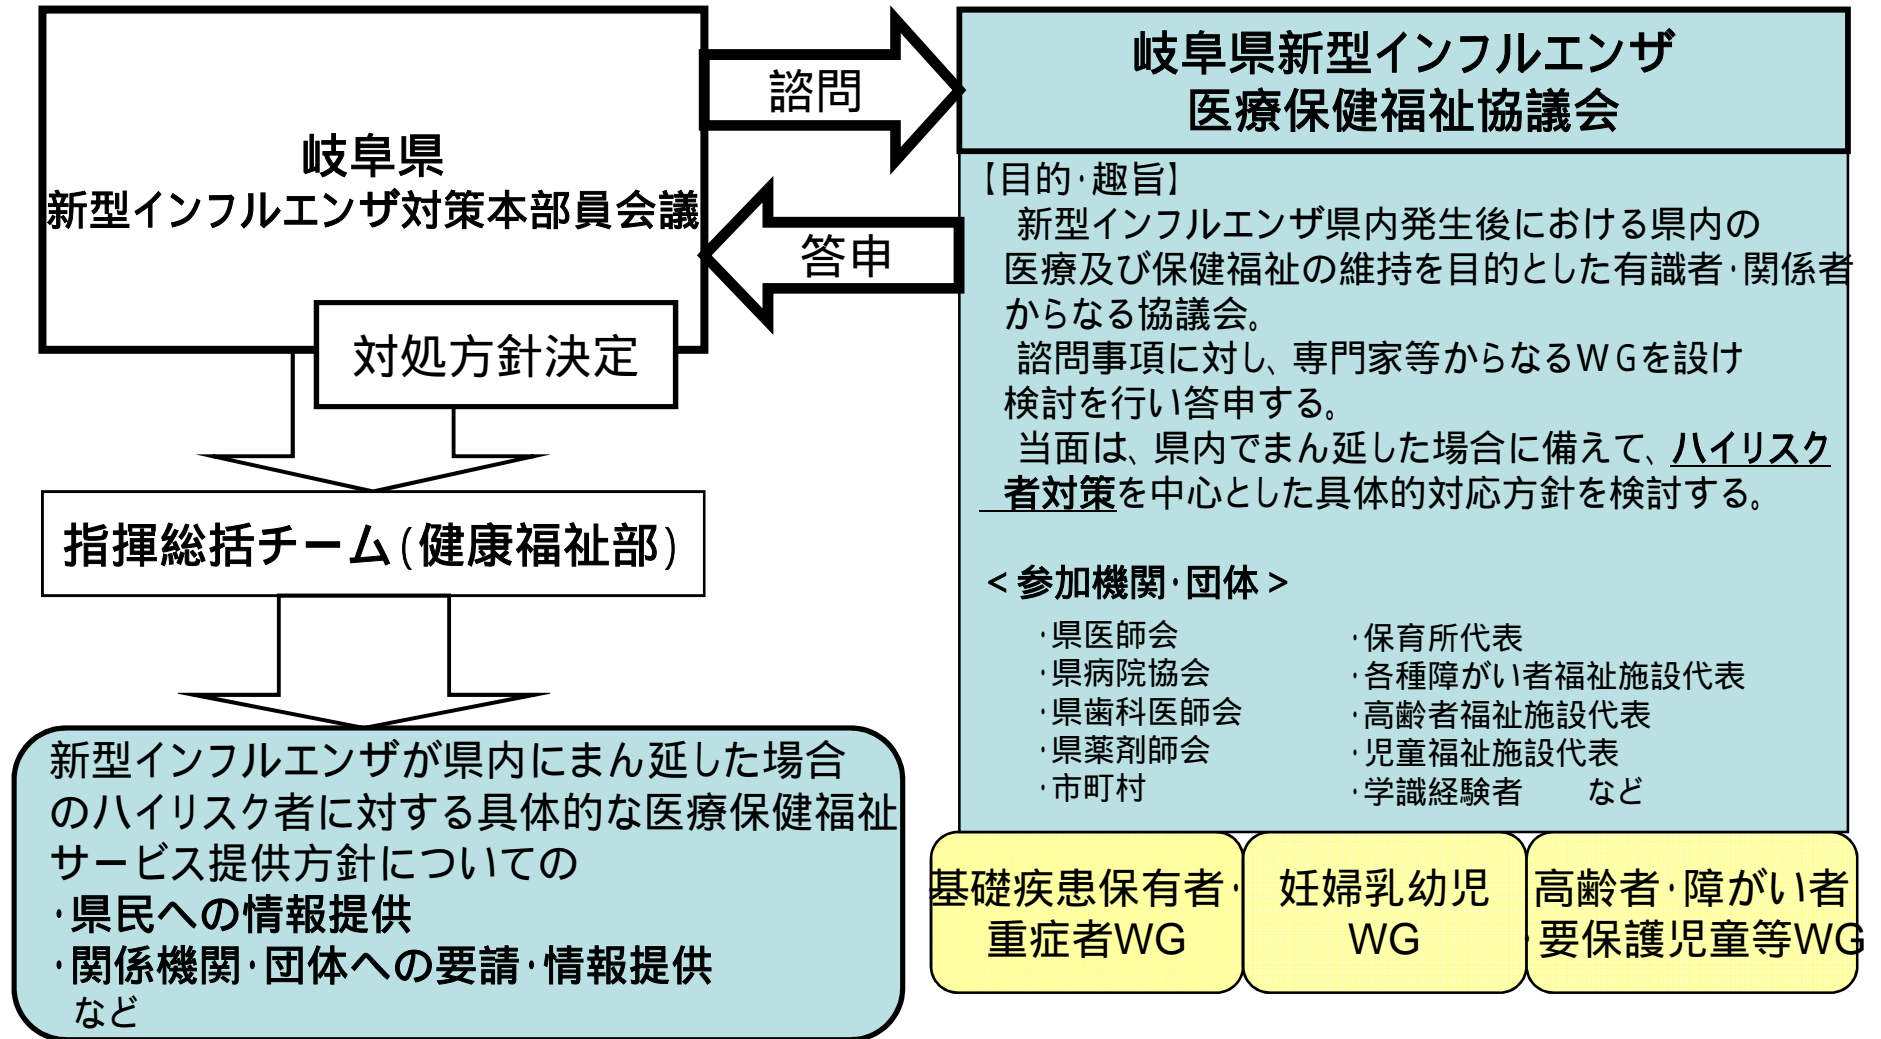 岐阜県
新型インフルエンザ対策本部員会議
対処方針決定
諮問
答申
指揮総括チーム(健康福祉部)
新型インフルエンザが県内にまん延した場合
のハイリスク者に対する具体的な医療保健福祉
サービス提供方針についての
・県民への情報提供
・関係機関・団体への要請・情報提供
など
岐阜県新型インフルエンザ
医療保健福祉協議会
【目的・趣旨】
新型インフルエンザ県内発生後における県内の
医療及び保健福祉の維持を目的とした有識者・関係者
からなる協議会。
諮問事項に対し、専門家等からなるWGを設け
検討を行い答申する。
当面は、県内でまん延した場合に備えて、ハイリスク
者対策を中心とした具体的対応方針を検討する。
<参加機関・団体>
・県医師会
・県病院協会
・県歯科医師会
・県薬剤師会
・市町村
・保育所代表
・各種障がい者福祉施設代表
・高齢者福祉施設代表
・児童福祉施設代表
・学識経験者　　など
基礎疾患保有者・
重症者WG
妊婦乳幼児
WG
高齢者・障がい者
・要保護児童等WG